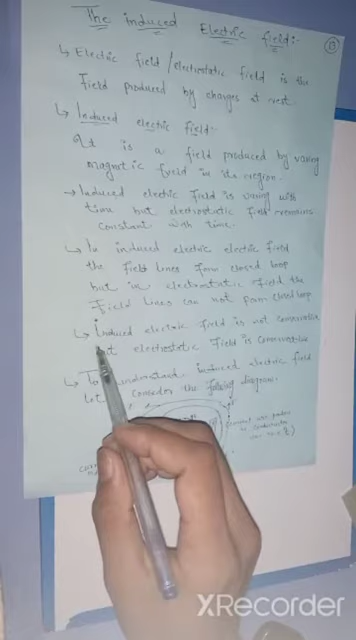 The induced Electric field:-
13
↳ Electric field/electrostatic field is the
Field produced by charges at rest.
↳ Induced electric field:
It is a field produced by varing
magnetic field in its region.
→ Induced electric field is varing with
time but electrostatic field remains
constant with time.
↳ In induced electric electric field
the field lines form closed loop
but in electrostatic field the
Field lines can not form closed loop
↳ Induced electric field is not conservative
but electrostatic field is conservative
↳ To understand induced electric field
Let consider the following diagram.
XRecorder